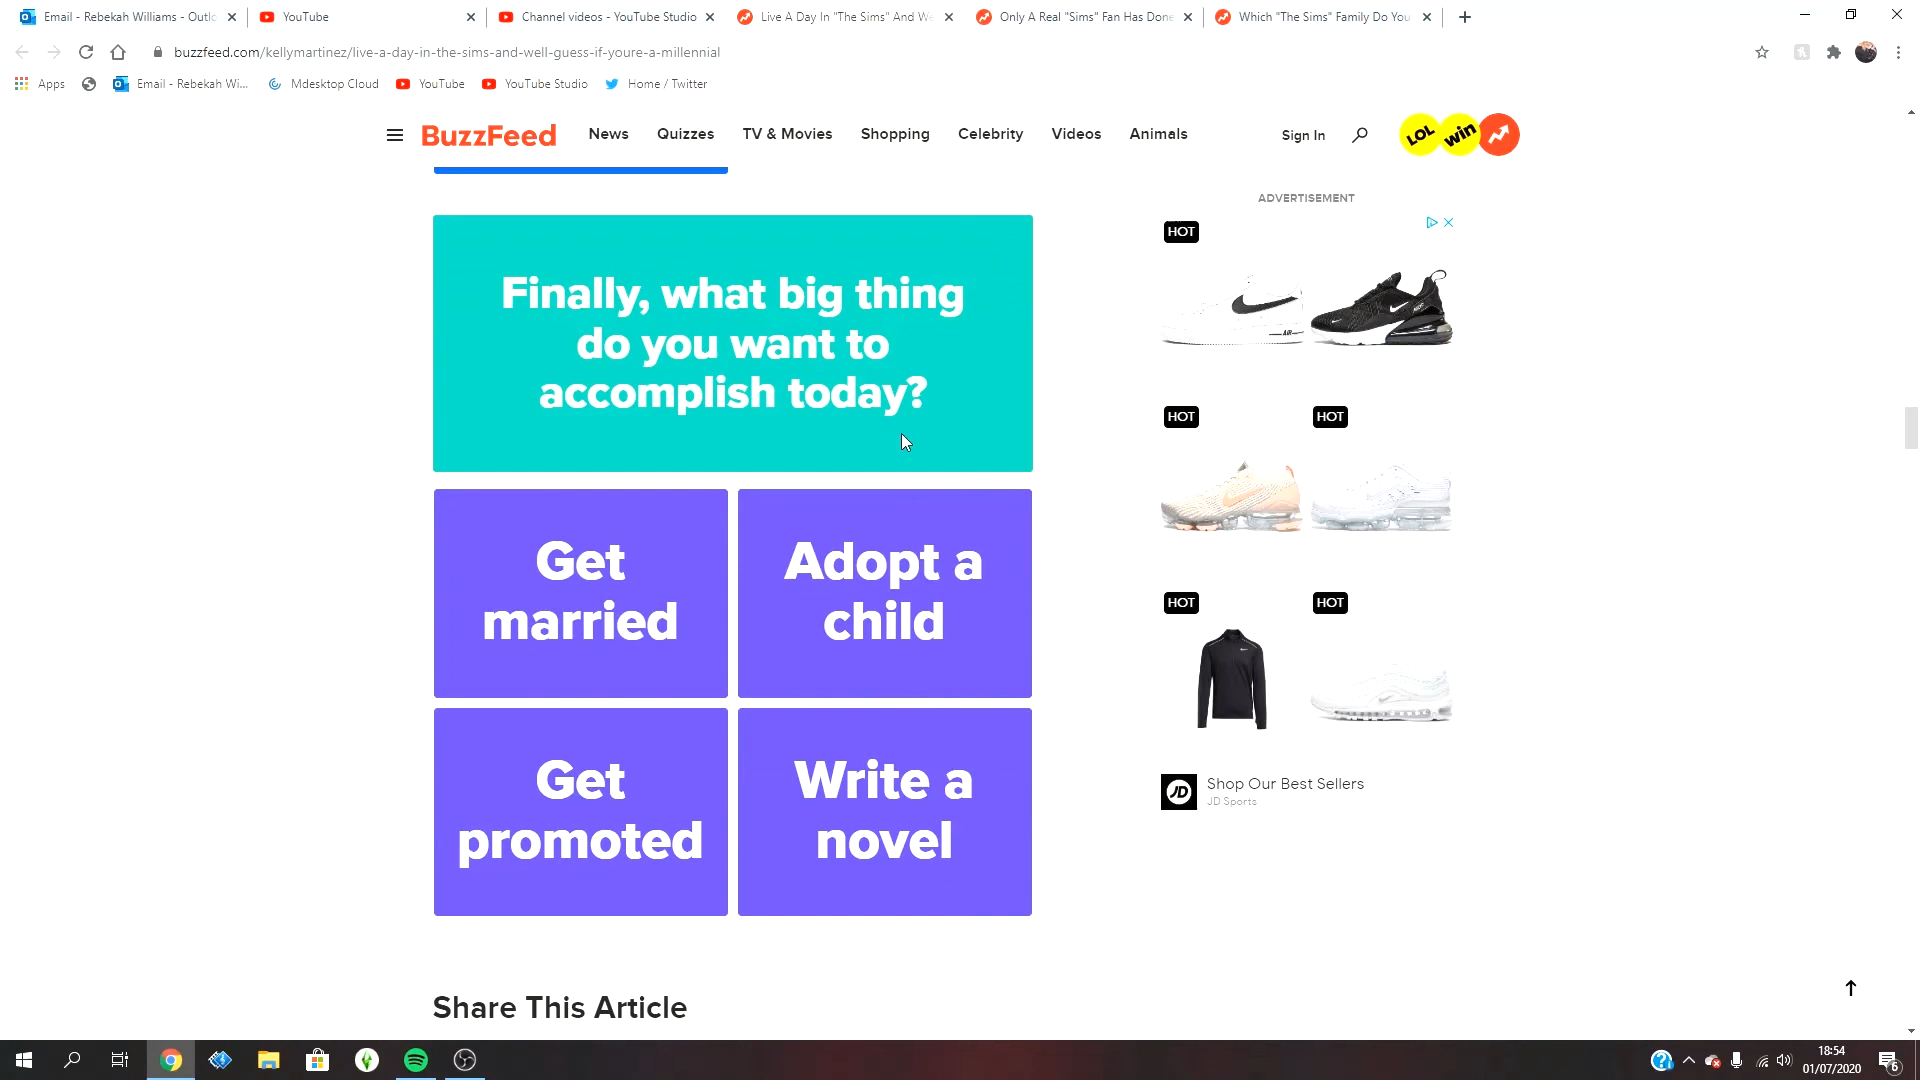 Email - Rebekah Williams - Outlo
YouTube
Channel videos - YouTube Studio
Live A Day In "The Sims" And We
Only A Real "Sims" Fan Has Done
Which "The Sims" Family Do You
buzzfeed.com/kellymartinez/live-a-day-in-the-sims-and-well-guess-if-youre-a-millennial
Apps
Email - Rebekah Wi...
Mdesktop Cloud
YouTube
YouTube Studio
Home / Twitter
BuzzFeed
News
Quizzes
TV & Movies
Shopping
Celebrity
Videos
Animals
Sign In
LOL
win
ADVERTISEMENT
HOT
Finally, what big thing
do you want to
accomplish today?
AIR
HOT
HOT
Get
married
Adopt a
child
HOT
HOT
Get
promoted
Write a
novel
JD
Shop Our Best Sellers
JD Sports
Share This Article
18:54
01/07/2020
6